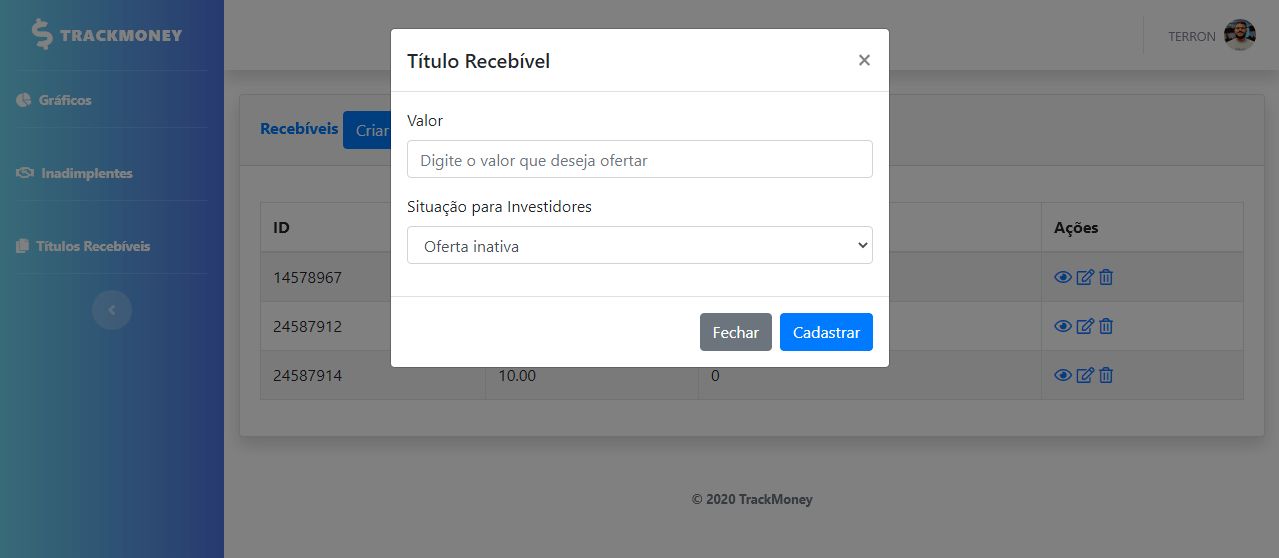 TRACKMONEY
TERRON
Gráficos
Inadimplentes
Títulos Recebíveis
Recebíveis Criar
Título Recebível ×
Valor
Digite o valor que deseja ofertar
Situação para Investidores
Oferta inativa
Fechar Cadastrar
ID Ações
14578967
24587912
24587914 10.00 0
© 2020 TrackMoney